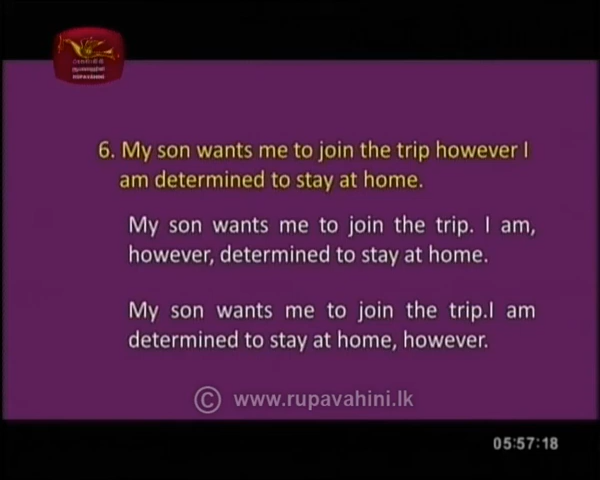 6. My son wants me to join the trip however I
am determined to stay at home.
My son wants me to join the trip. I am,
however, determined to stay at home.
My son wants me to join the trip.I am
determined to stay at home, however.
© www.rupavahini.lk
05:57:18